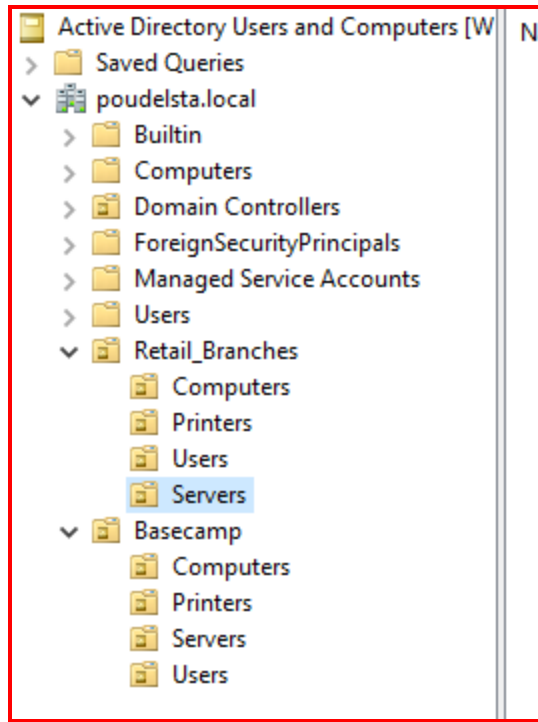 Active Directory Users and Computers [W
N
Saved Queries
poudelsta.local
Builtin
Computers
Domain Controllers
ForeignSecurityPrincipals
Managed Service Accounts
Users
Retail_Branches
Computers
Printers
Users
Servers
Basecamp
Computers
Printers
Servers
Users